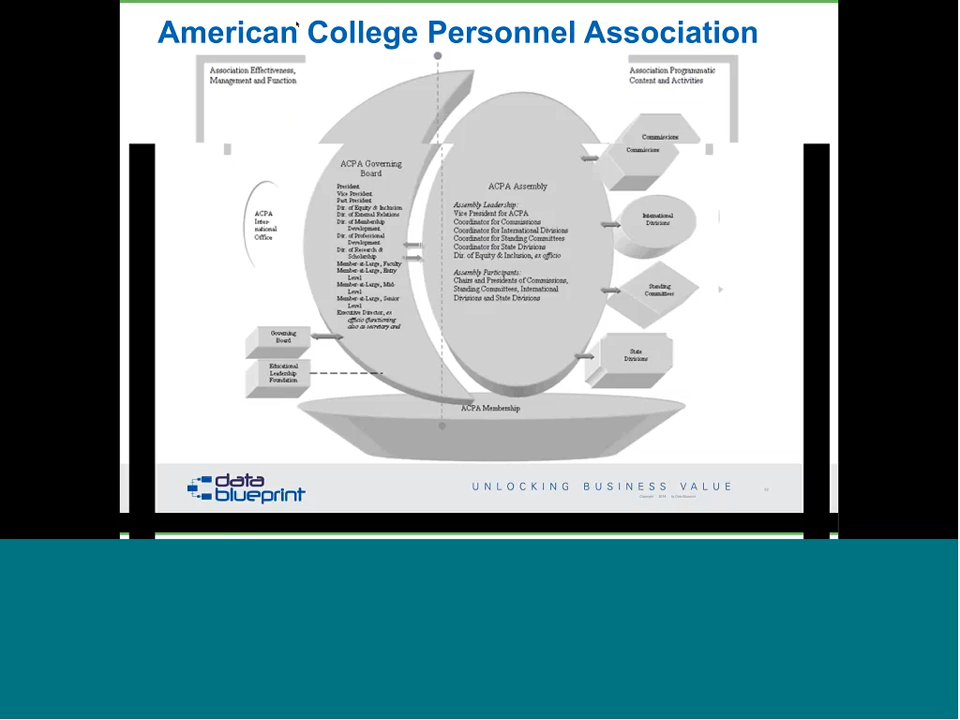 American College Personnel Association
Association Effectiveness,
Management and Function
Association Programmatic
Content and Activities
Commissions
Commissions
ACPA Governing
Board
President
Vice President
Past President
Dir. of Equity & Inclusion
Dir. of External Relations
Dir. of Membership
Development
Dir. of Professional
Development
Dir. of Research &
Scholarship
Member-at-Large, Faculty
Member-at-Large, Entry
Level
Member-at-Large, Mid-
Level
Member-at-Large, Senior
Level
Executive Director, ex
officio (functioning
also as secretary and
ACPA Assembly
Assembly Leadership:
Vice President for ACPA
Coordinator for Commissions
Coordinator for International Divisions
Coordinator for Standing Committees
Coordinator for State Divisions
Dir. of Equity & Inclusion, ex officio
Assembly Participants:
Chairs and Presidents of Commissions,
Standing Committees, International
Divisions and State Divisions
ACPA
Inter-
national
Office
International
Divisions
Standing
Committees
State
Divisions
Governing
Board
Educational
Leadership
Foundation
ACPA Membership
data
blueprint
UNLOCKING BUSINESS VALUE